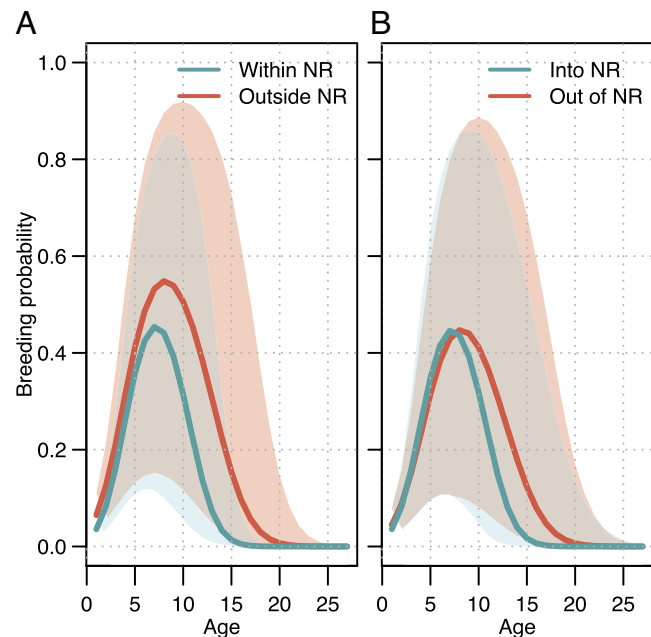 A
B
Within NR
Outside NR
Into NR
Out of NR
Breeding probability
1.0
0.8
0.6
0.4
0.2
0.0
0 5 10 15 20 25
0 5 10 15 20 25
Age
Age